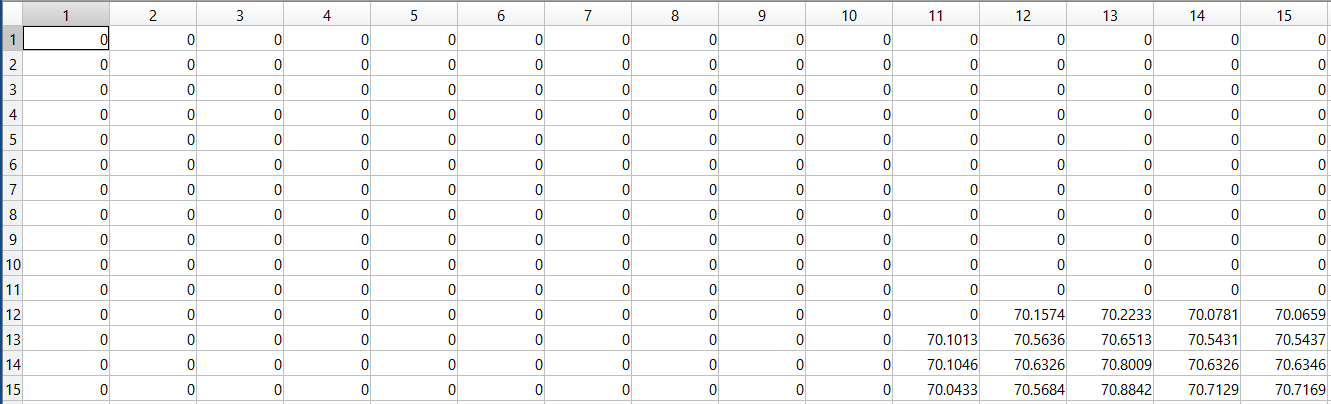 1 2 3 4 5 6 7 8 9 10 11 12 13 14 15
1 0 0 0 0 0 0 0 0 0 0 0 0 0 0 0
2 0 0 0 0 0 0 0 0 0 0 0 0 0 0 0
3 0 0 0 0 0 0 0 0 0 0 0 0 0 0 0
4 0 0 0 0 0 0 0 0 0 0 0 0 0 0 0
5 0 0 0 0 0 0 0 0 0 0 0 0 0 0 0
6 0 0 0 0 0 0 0 0 0 0 0 0 0 0 0
7 0 0 0 0 0 0 0 0 0 0 0 0 0 0 0
8 0 0 0 0 0 0 0 0 0 0 0 0 0 0 0
9 0 0 0 0 0 0 0 0 0 0 0 0 0 0 0
10 0 0 0 0 0 0 0 0 0 0 0 0 0 0 0
11 0 0 0 0 0 0 0 0 0 0 0 0 0 0 0
12 0 0 0 0 0 0 0 0 0 0 0 70.1574 70.2233 70.0781 70.0659
13 0 0 0 0 0 0 0 0 0 0 70.1013 70.5636 70.6513 70.5431 70.5437
14 0 0 0 0 0 0 0 0 0 0 70.1046 70.6326 70.8009 70.6326 70.6346
15 0 0 0 0 0 0 0 0 0 0 70.0433 70.5684 70.8842 70.7129 70.7169